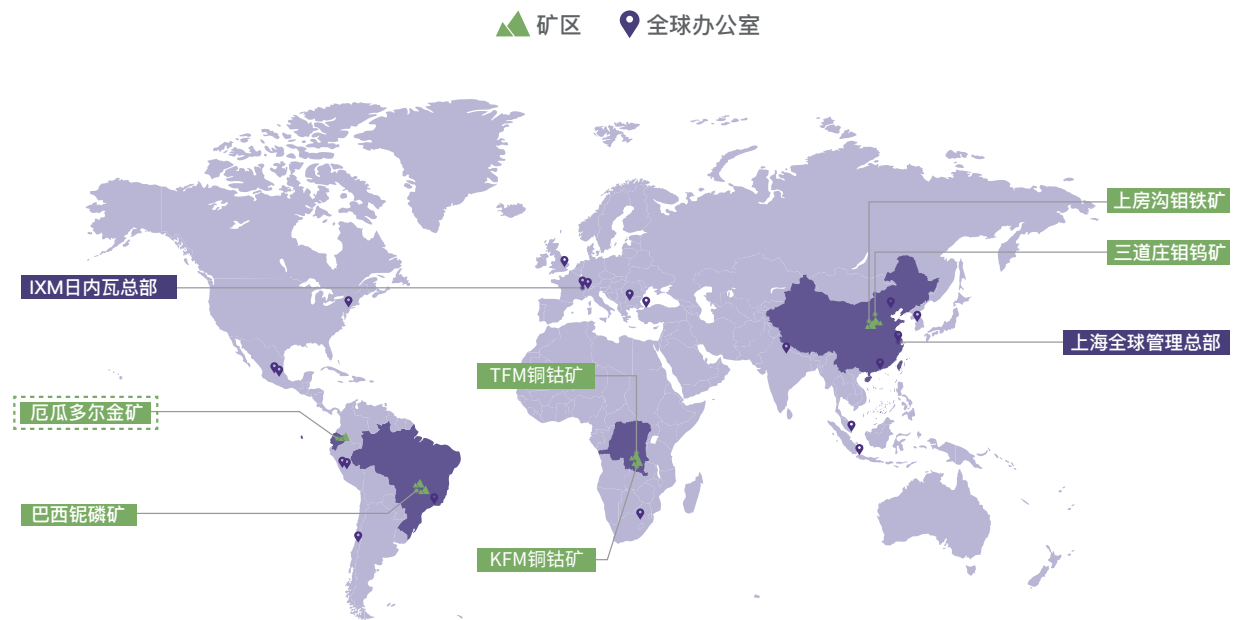 矿区
全球办公室
上房沟钼铁矿
三道庄钼钨矿
IXM日内瓦总部
上海全球管理总部
TFM铜钴矿
厄瓜多尔金矿
巴西铌磷矿
KFM铜钴矿